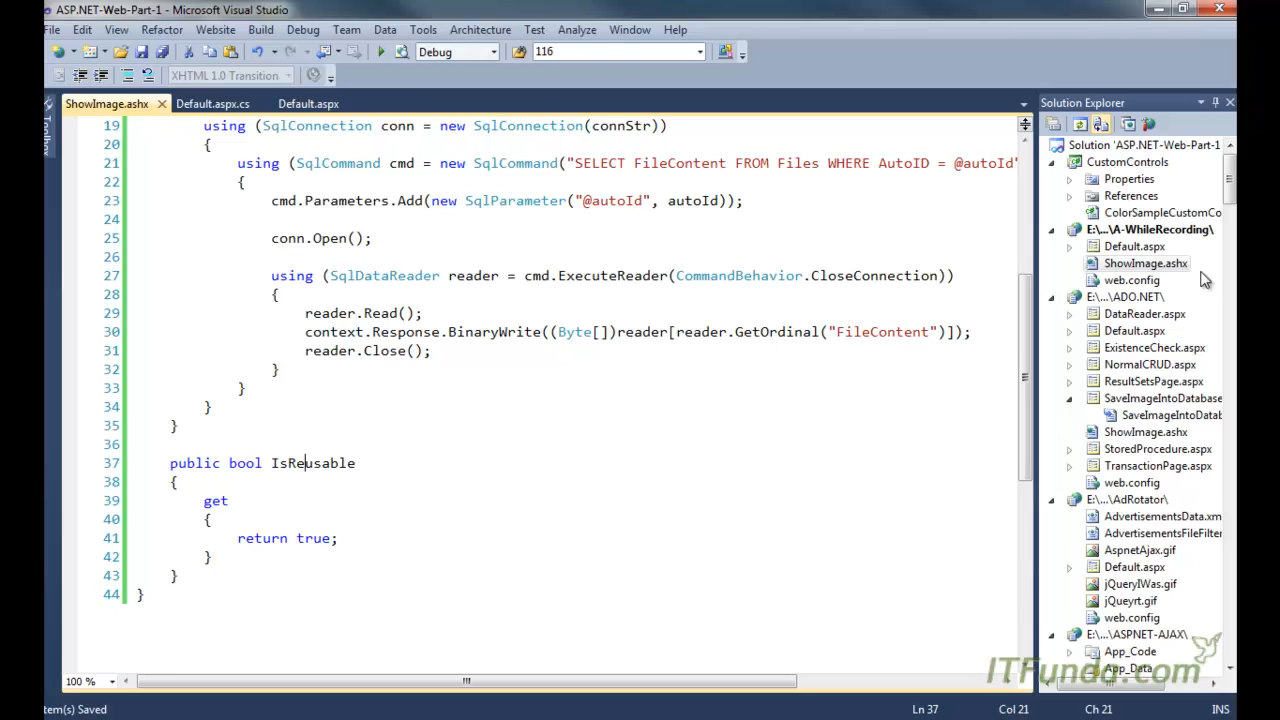 ASP.NET-Web-Part-1 - Microsoft Visual Studio
File Edit View Refactor Website Build Debug Team Data Tools Architecture Test Analyze Window Help
Debug 116
XHTML 1.0 Transition
ShowImage.ashx Default.aspx.cs Default.aspx
19 using (SqlConnection conn = new SqlConnection(connStr))
20 {
21 using (SqlCommand cmd = new SqlCommand("SELECT FileContent FROM Files WHERE AutoID = @autoId"
22 {
23 cmd.Parameters.Add(new SqlParameter("@autoId", autoId));
24
25 conn.Open();
26
27 using (SqlDataReader reader = cmd.ExecuteReader(CommandBehavior.CloseConnection))
28 {
29 reader.Read();
30 context.Response.BinaryWrite((Byte[])reader[reader.GetOrdinal("FileContent")]);
31 reader.Close();
32 }
33 }
34 }
35 }
36
37 public bool IsReusable
38 {
39 get
40 {
41 return true;
42 }
43 }
44 }
100 %
Solution Explorer
Solution 'ASP.NET-Web-Part-1
CustomControls
Properties
References
ColorSampleCustomCo
E:\...\A-WhileRecording\
Default.aspx
ShowImage.ashx
web.config
E:\...\ADO.NET\
DataReader.aspx
Default.aspx
ExistenceCheck.aspx
NormalCRUD.aspx
ResultSetsPage.aspx
SaveImageIntoDatabase
SaveImageIntoDatab
ShowImage.ashx
StoredProcedure.aspx
TransactionPage.aspx
web.config
E:\...\AdRotator\
AdvertisementsData.xm
AdvertisementsFileFilter
AspnetAjax.gif
Default.aspx
jQueryIWas.gif
jQueyrt.gif
web.config
E:\...\ASPNET-AJAX\
App_Code
App_Data
ITFunda.com
tem(s) Saved Ln 37 Col 21 Ch 21 INS